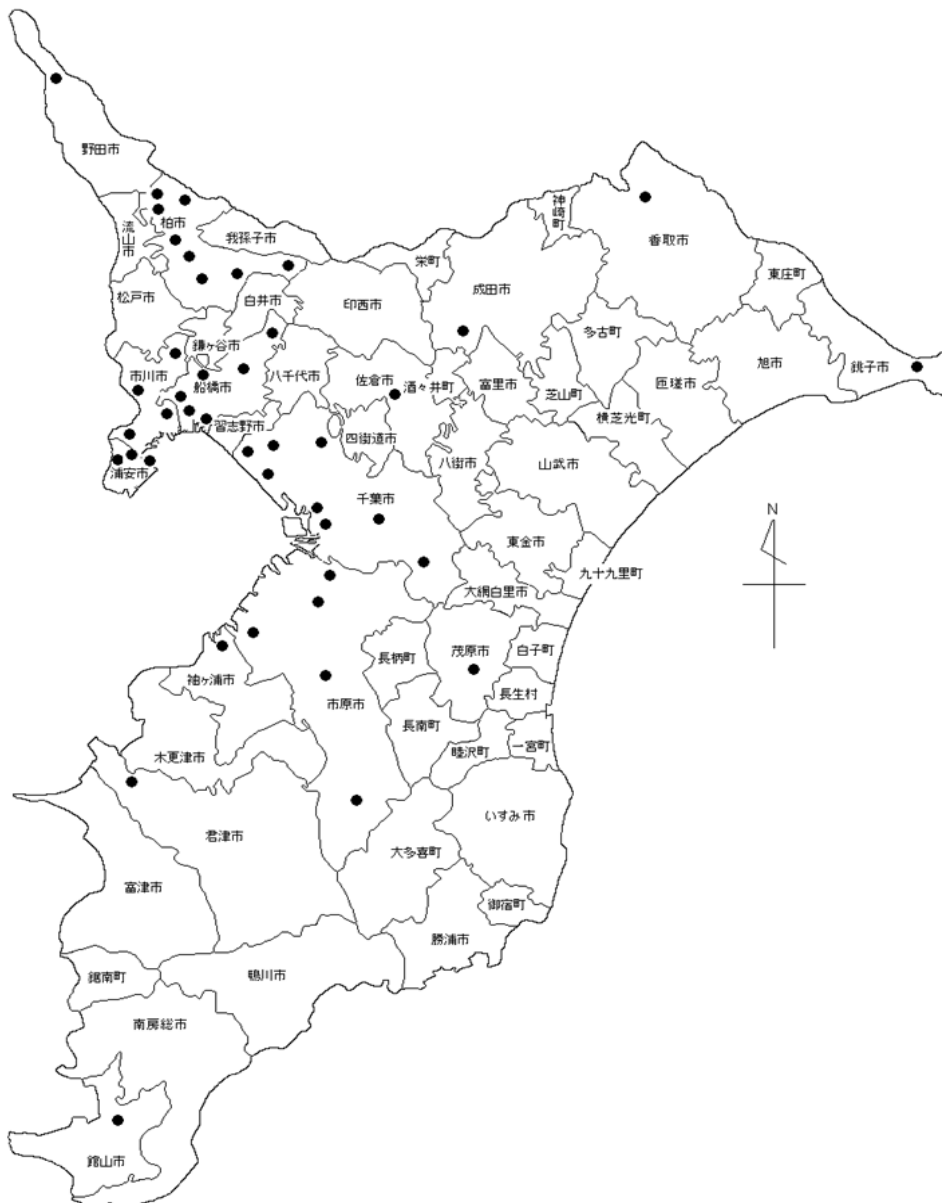 野田市
流山市
柏市
我孫子市
神崎町
香取市
東庄町
栄町
成田市
松戸市
白井市
印西市
多古町
鎌ヶ谷市
市川市
船橋市
八千代市
佐倉市
酒々井町
富里市
芝山町
横芝光町
匝瑳市
旭市
銚子市
習志野市
四街道市
八街市
山武市
浦安市
千葉市
東金市
九十九里町
大網白里市
N
長柄町
茂原市
白子町
袖ヶ浦市
市原市
長生村
長南町
睦沢町
一宮町
木更津市
君津市
いすみ市
大多喜町
富津市
御宿町
勝浦市
鋸南町
鴨川市
南房総市
館山市